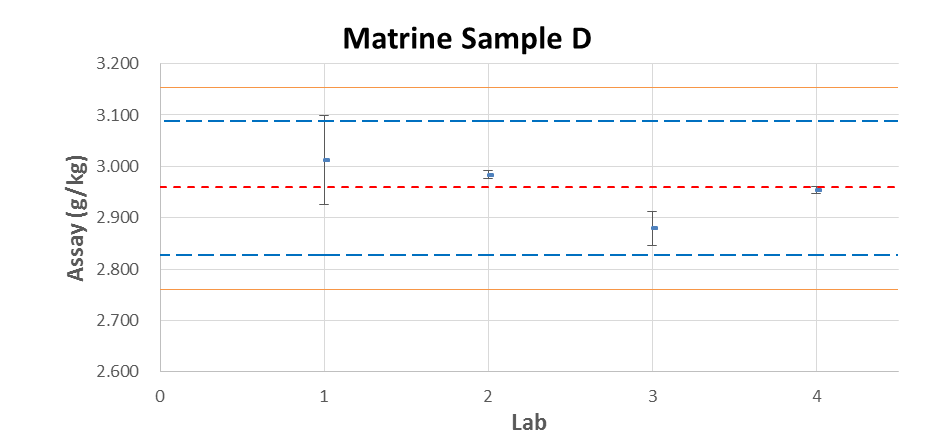 Matrine Sample D
3.200
3.100
3.000
2.900
2.800
2.700
2.600
Assay (g/kg)
0 1 2 3 4
Lab